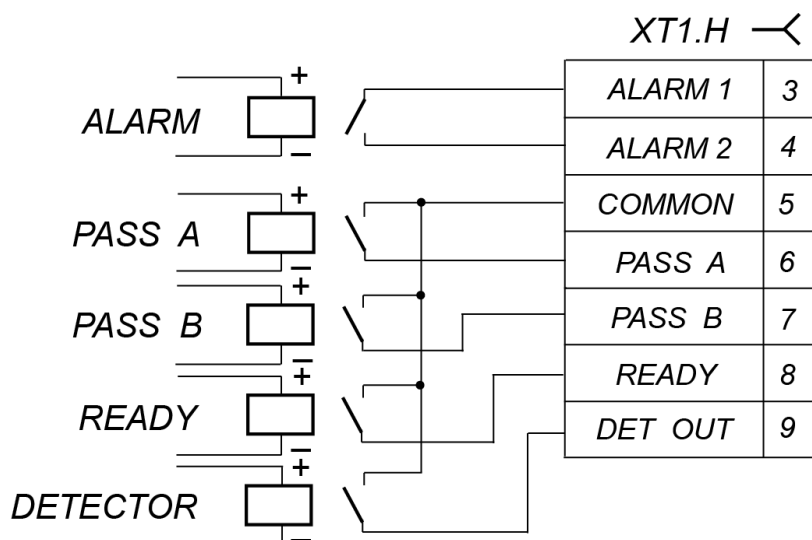 XT1.H
ALARM
+
−
ALARM 1 3
ALARM 2 4
PASS A
+
−
COMMON 5
PASS A 6
PASS B
+
−
PASS B 7
READY
+
−
READY 8
DETECTOR
+
−
DET OUT 9